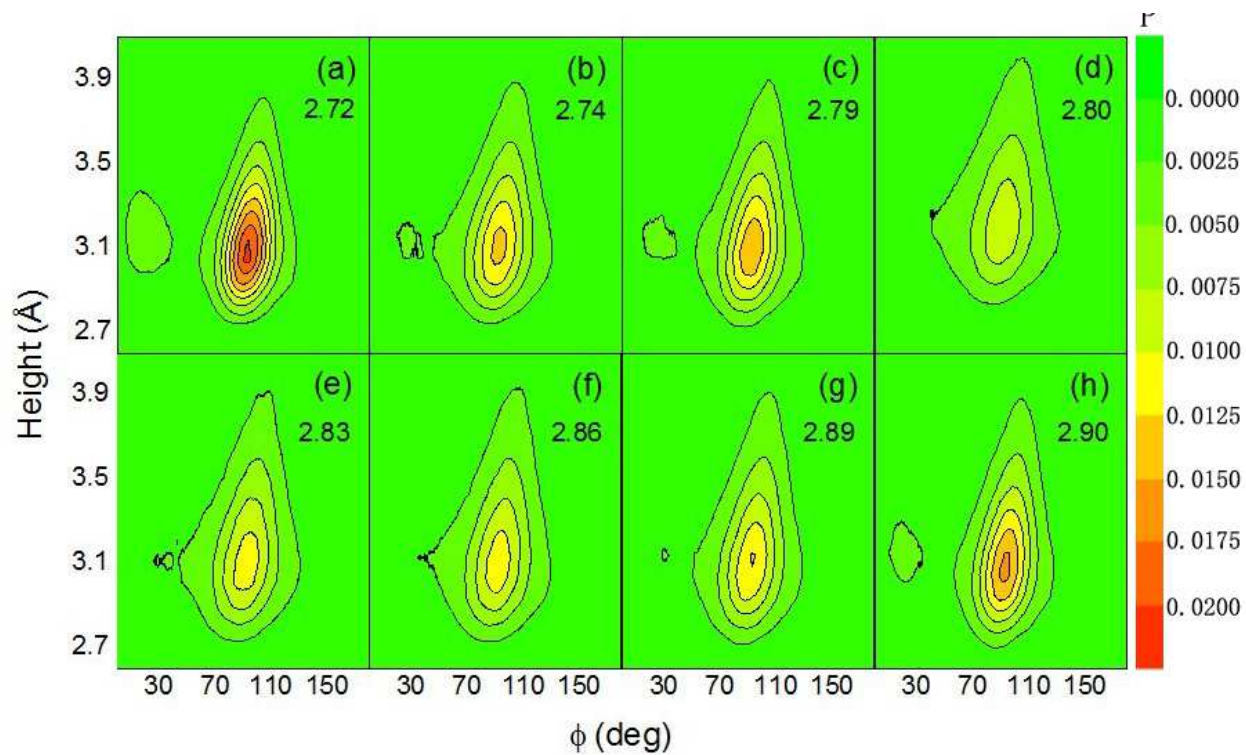 P
(a) (b) (c) (d)
2.72 2.74 2.79 2.80
(e) (f) (g) (h)
2.83 2.86 2.89 2.90
Height (Å)
3.9
3.5
3.1
2.7
3.9
3.5
3.1
2.7
30 70 110 150 30 70 110 150 30 70 110 150 30 70 110 150
ϕ (deg)
0.0000
0.0025
0.0050
0.0075
0.0100
0.0125
0.0150
0.0175
0.0200